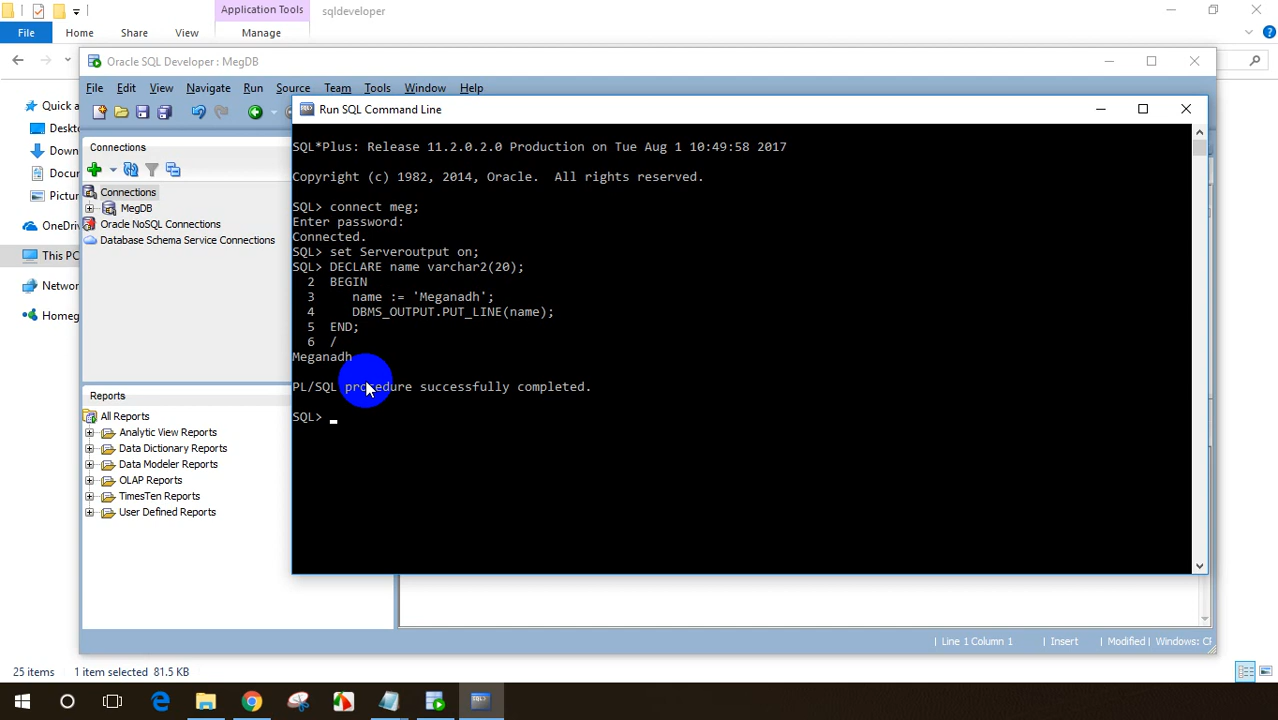 Application Tools
sqldeveloper
File
Home
Share
View
Manage
Oracle SQL Developer : MegDB
File Edit View Navigate Run Source Team Tools Window Help
Quick a
Deskto
Down
Docur
Pictur
OneDri
This PC
Networ
Homeg
Connections
Connections
MegDB
Oracle NoSQL Connections
Database Schema Service Connections
Reports
All Reports
Analytic View Reports
Data Dictionary Reports
Data Modeler Reports
OLAP Reports
TimesTen Reports
User Defined Reports
Run SQL Command Line
SQL*Plus: Release 11.2.0.2.0 Production on Tue Aug 1 10:49:58 2017
Copyright (c) 1982, 2014, Oracle.  All rights reserved.
SQL> connect meg;
Enter password:
Connected.
SQL> set Serveroutput on;
SQL> DECLARE name varchar2(20);
2  BEGIN
3     name := 'Meganadh';
4     DBMS_OUTPUT.PUT_LINE(name);
5  END;
6  /
Meganadh
PL/SQL procedure successfully completed.
SQL>
Line 1 Column 1
Insert
Modified
Windows: CF
25 items
1 item selected 81.5 KB